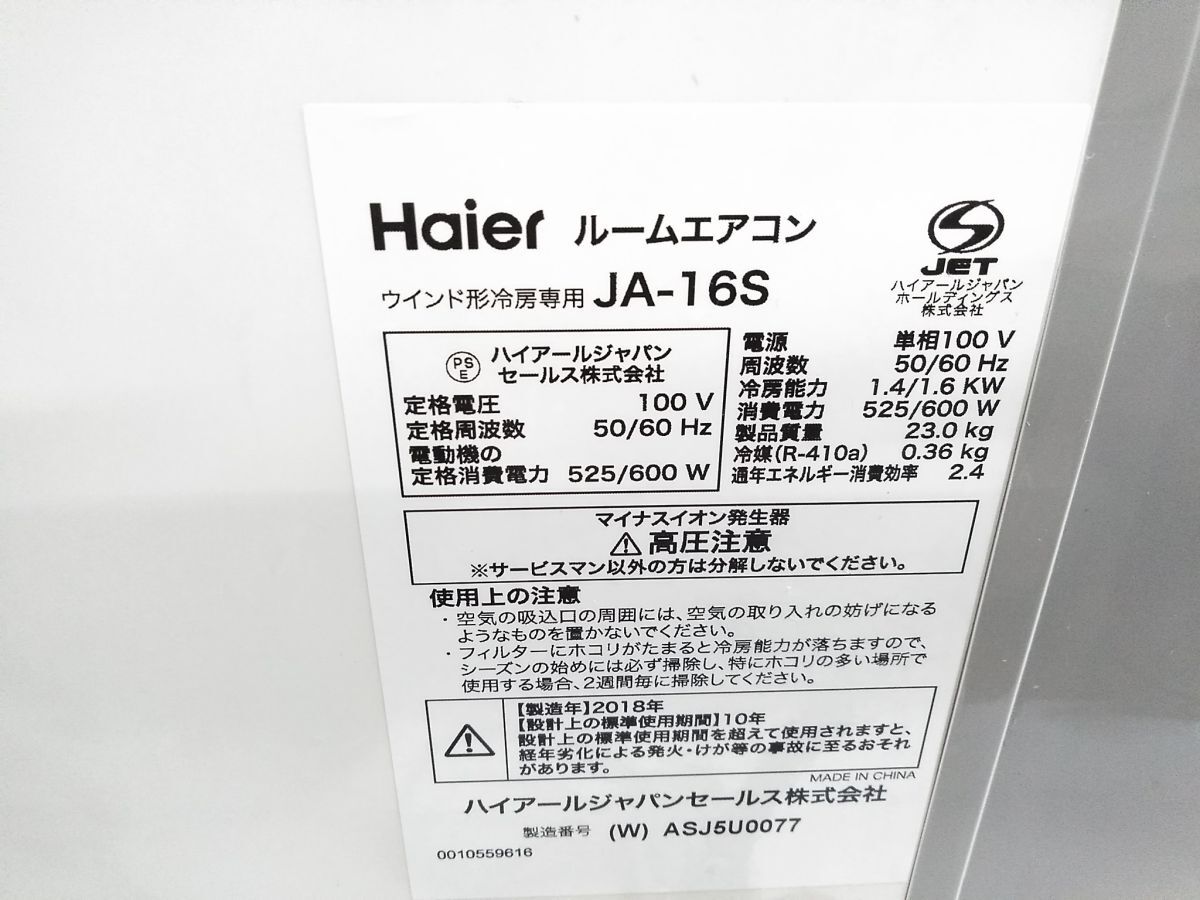 Haier ルームエアコン
ウインド形冷房専用 JA-16S
JET
ハイアールジャパン
ホールディングス
株式会社
PS
E
ハイアールジャパン
セールス株式会社
定格電圧 100 V
定格周波数 50/60 Hz
電動機の
定格消費電力 525/600 W
電源 単相100 V
周波数 50/60 Hz
冷房能力 1.4/1.6 KW
消費電力 525/600 W
製品質量 23.0 kg
冷媒(R-410a) 0.36 kg
通年エネルギー消費効率 2.4
マイナスイオン発生器
⚠高圧注意
※サービスマン以外の方は分解しないでください。
使用上の注意
・空気の吸込口の周囲には、空気の取り入れの妨げになる
ようなものを置かないでください。
・フィルターにホコリがたまると冷房能力が落ちますので、
シーズンの始めには必ず掃除し、特にホコリの多い場所で
使用する場合、2週間毎に掃除してください。
【製造年】2018年
【設計上の標準使用期間】10年
設計上の標準使用期間を超えて使用されますと、
経年劣化による発火・けが等の事故に至るおそれ
があります。
MADE IN CHINA
ハイアールジャパンセールス株式会社
製造番号 (W) ASJ5U0077
0010559616